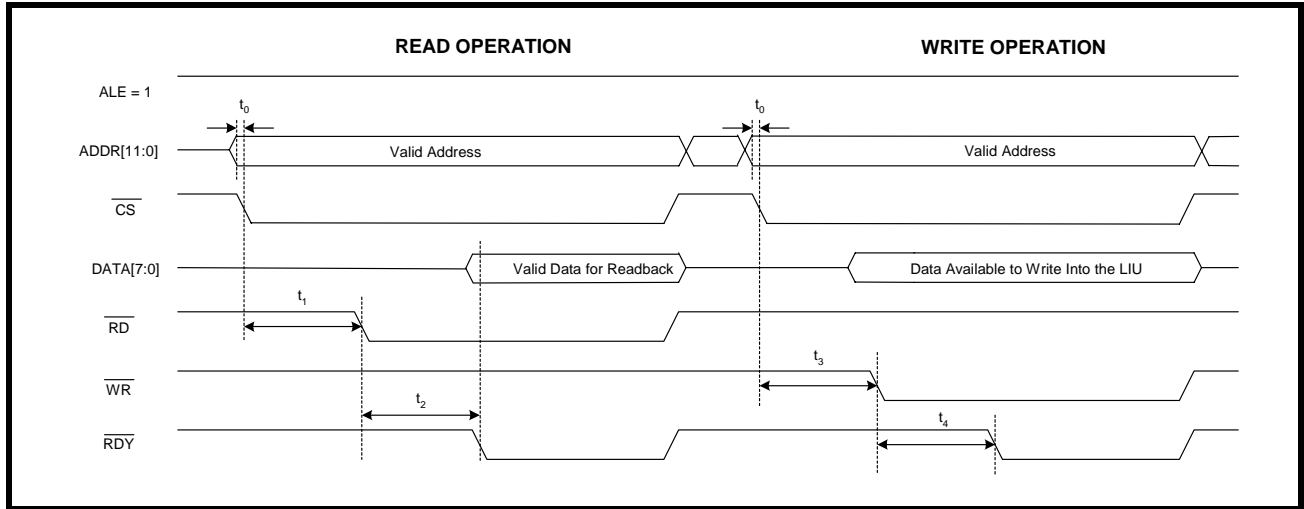 READ OPERATION WRITE OPERATION
ALE = 1
t0 t0
ADDR[11:0] Valid Address Valid Address
CS
DATA[7:0] Valid Data for Readback Data Available to Write Into the LIU
t1
RD
t3
WR
t2
t4
RDY